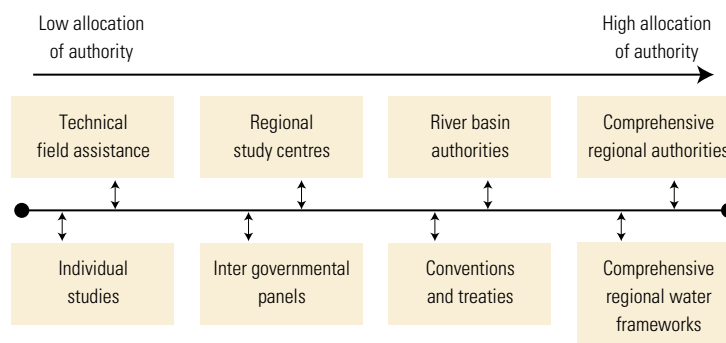 Low allocation
of authority
High allocation
of authority
Technical
field assistance
Regional
study centres
River basin
authorities
Comprehensive
regional authorities
Individual
studies
Inter governmental
panels
Conventions
and treaties
Comprehensive
regional water
frameworks